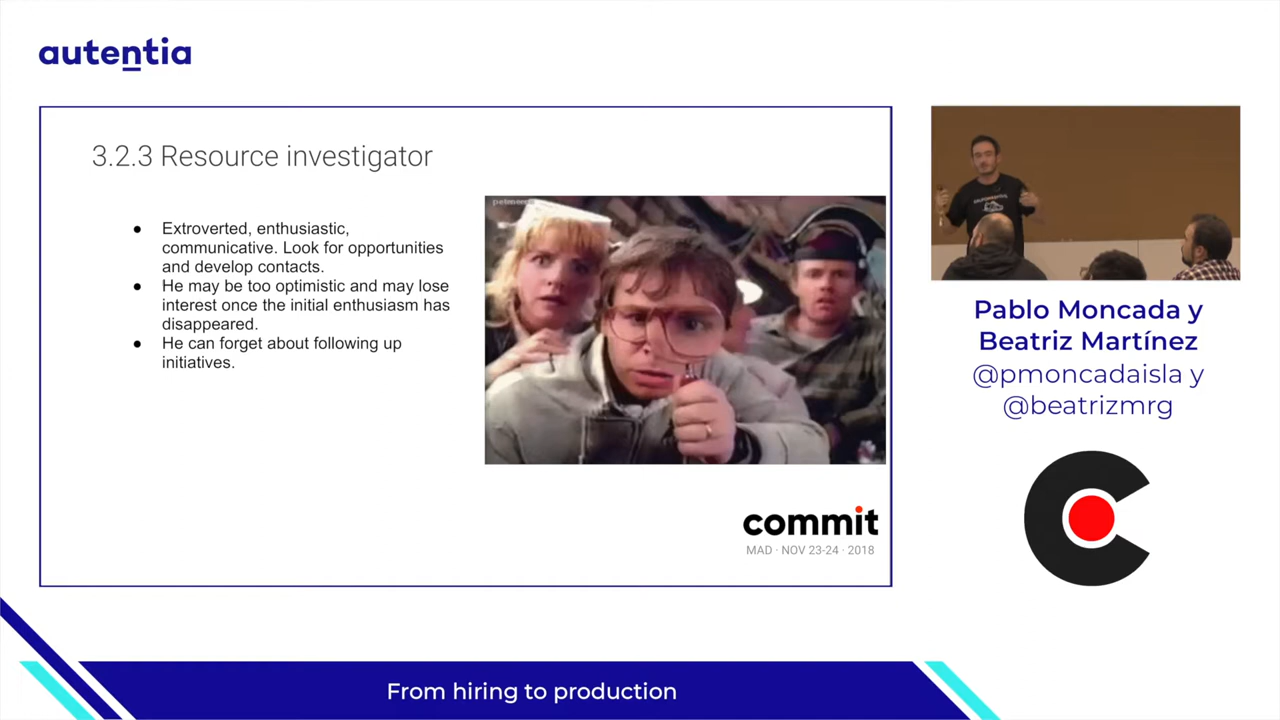 autentia
3.2.3 Resource investigator
● Extroverted, enthusiastic,
communicative. Look for opportunities
and develop contacts.
● He may be too optimistic and may lose
interest once the initial enthusiasm has
disappeared.
● He can forget about following up
initiatives.
commit
MAD · NOV 23-24 · 2018
Pablo Moncada y
Beatriz Martínez
@pmoncadaisla y
@beatrizmrg
From hiring to production